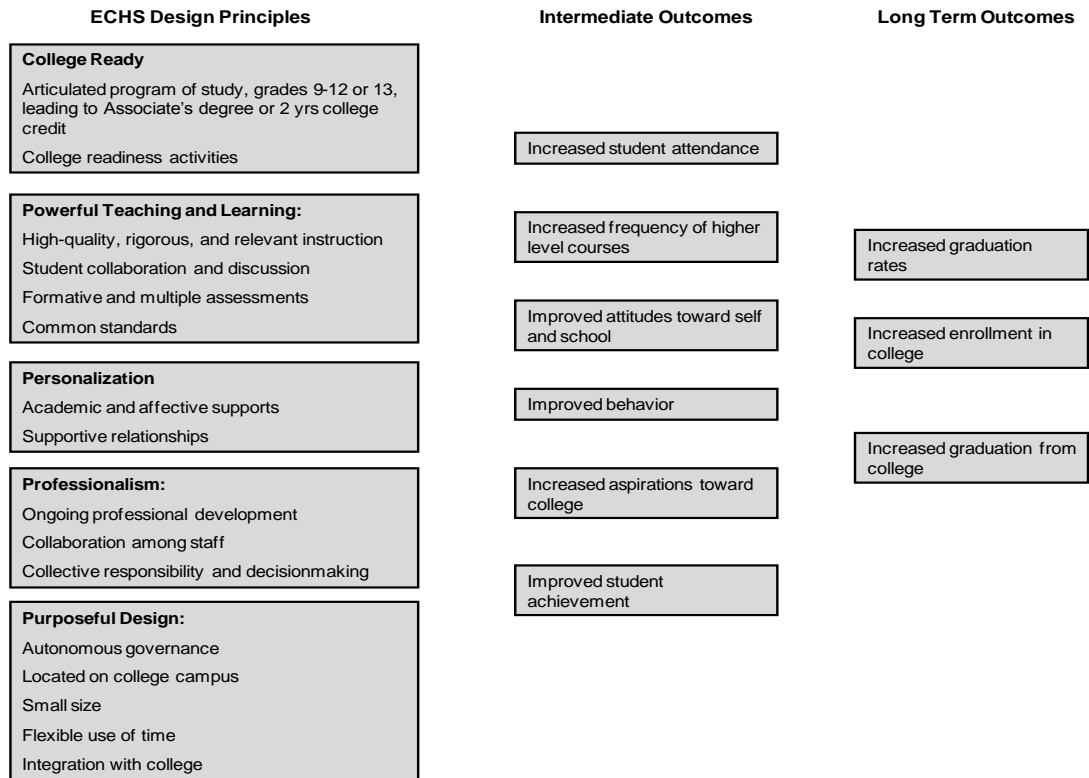 ECHS Design Principles
College Ready
Articulated program of study, grades 9-12 or 13,
leading to Associate's degree or 2 yrs college
credit
College readiness activities
Powerful Teaching and Learning:
High-quality, rigorous, and relevant instruction
Student collaboration and discussion
Formative and multiple assessments
Common standards
Personalization
Academic and affective supports
Supportive relationships
Professionalism:
Ongoing professional development
Collaboration among staff
Collective responsibility and decisionmaking
Purposeful Design:
Autonomous governance
Located on college campus
Small size
Flexible use of time
Integration with college
Intermediate Outcomes
Increased student attendance
Increased frequency of higher
level courses
Improved attitudes toward self
and school
Improved behavior
Increased aspirations toward
college
Improved student
achievement
Long Term Outcomes
Increased graduation
rates
Increased enrollment in
college
Increased graduation from
college